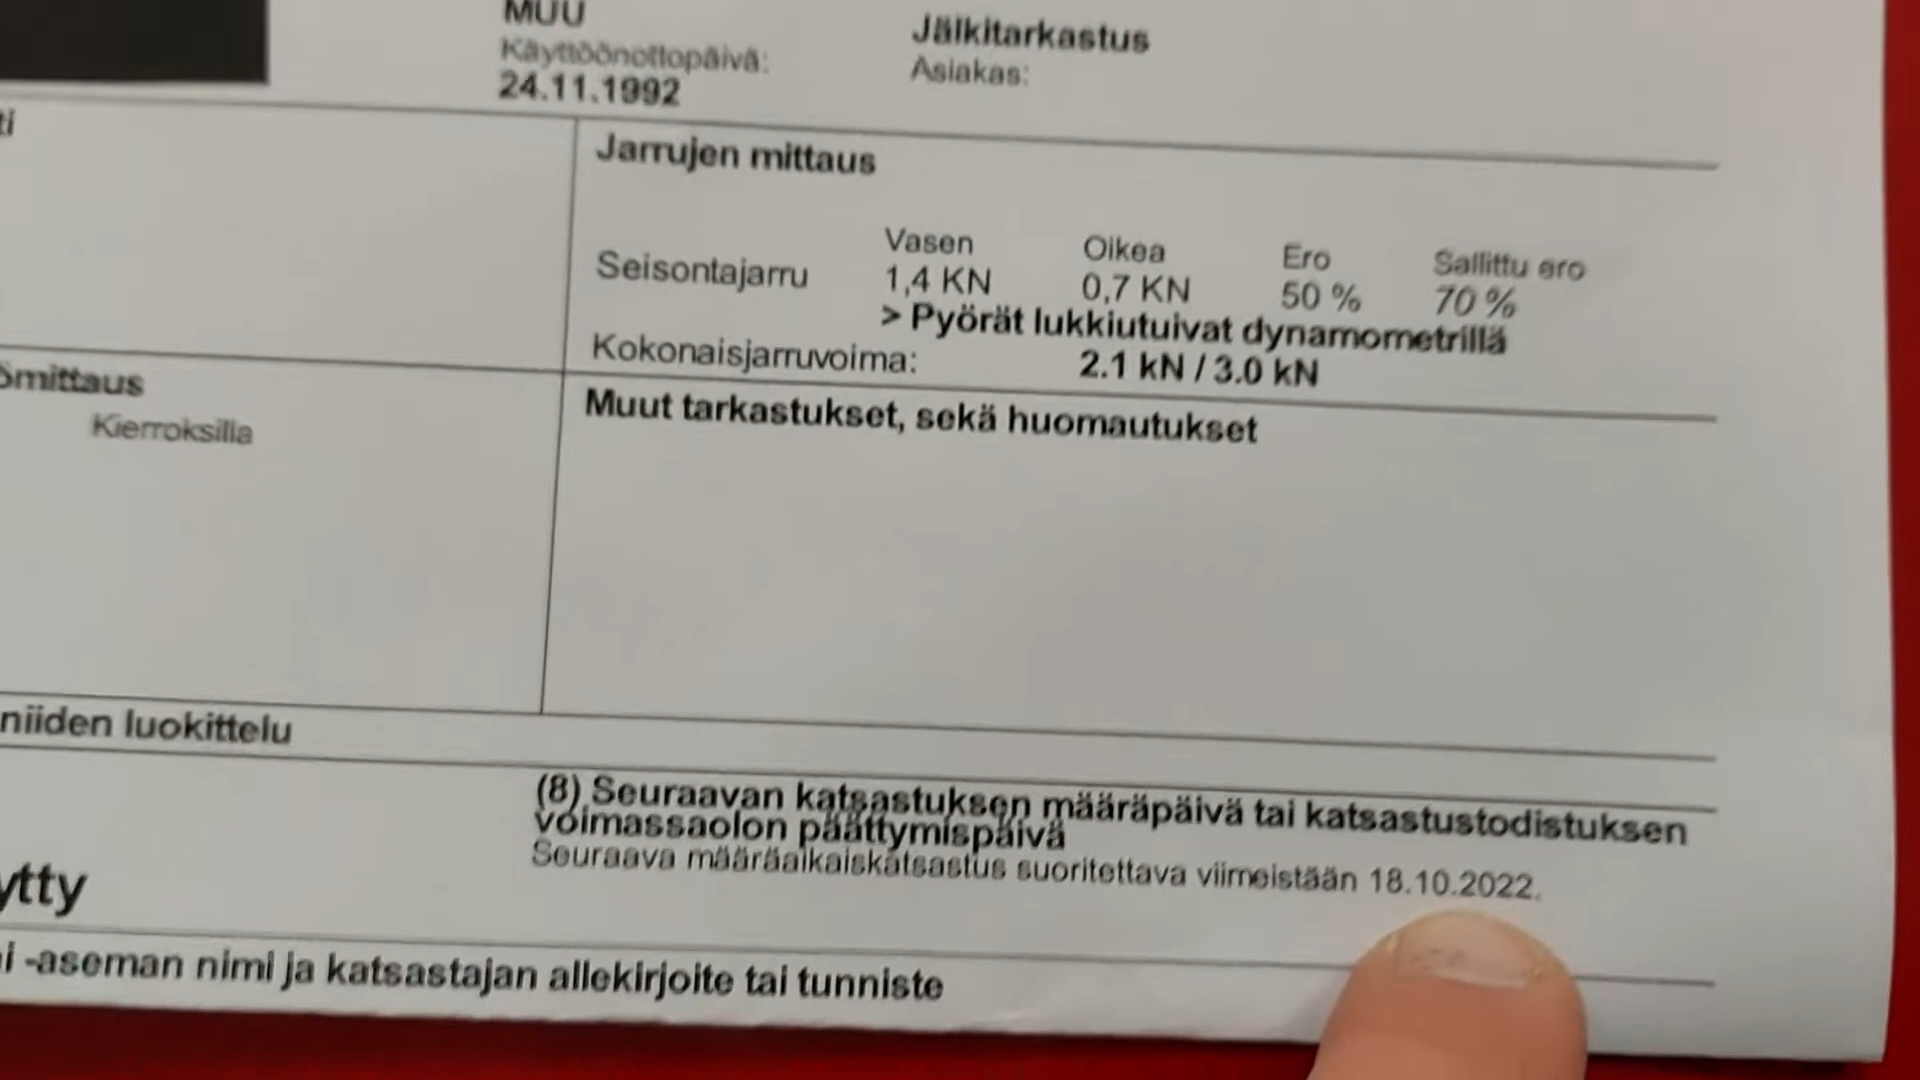 MUU
Käyttöönottopäivä:
24.11.1992
Jälkitarkastus
Asiakas:
ti
Jarrujen mittaus
Vasen Oikea Ero Sallittu ero
Seisontajarru 1,4 KN 0,7 KN 50 % 70 %
> Pyörät lukkiutuivat dynamometrillä
Kokonaisjarruvoima: 2.1 kN / 3.0 kN
ömittaus
Kierroksilla
Muut tarkastukset, sekä huomautukset
niiden luokittelu
(8) Seuraavan katsastuksen määräpäivä tai katsastustodistuksen
voimassaolon päättymispäivä
Seuraava määräaikaiskatsastus suoritettava viimeistään 18.10.2022.
ytty
i -aseman nimi ja katsastajan allekirjoite tai tunniste